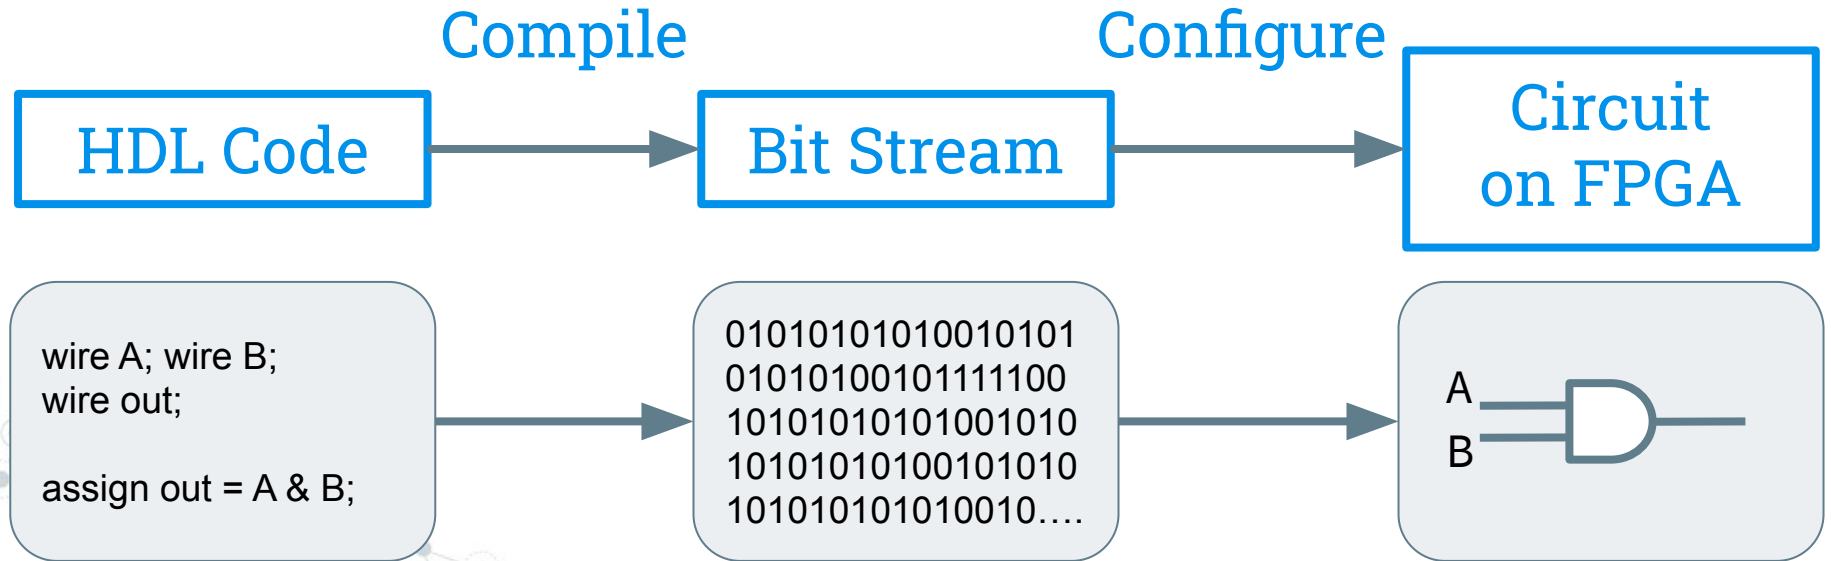 Compile
Configure
HDL Code
Bit Stream
Circuit
on FPGA
wire A; wire B;
wire out;
assign out = A & B;
01010101010010101
01010100101111100
10101010101001010
10101010100101010
101010101010010....
A
B